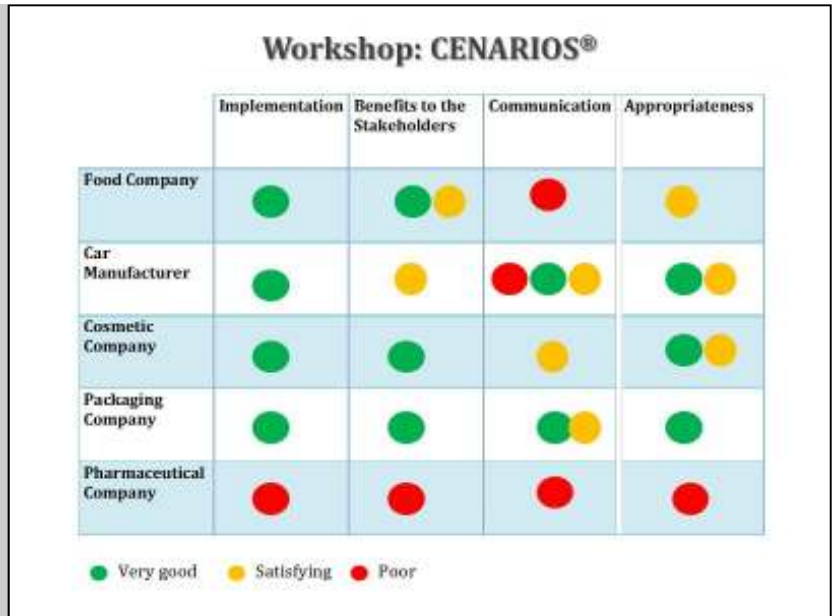 Workshop: CENARIOS®
Implementation Benefits to the Communication Appropriateness
Stakeholders
Food Company
Car
Manufacturer
Cosmetic
Company
Packaging
Company
Pharmaceutical
Company
Very good Satisfying Poor